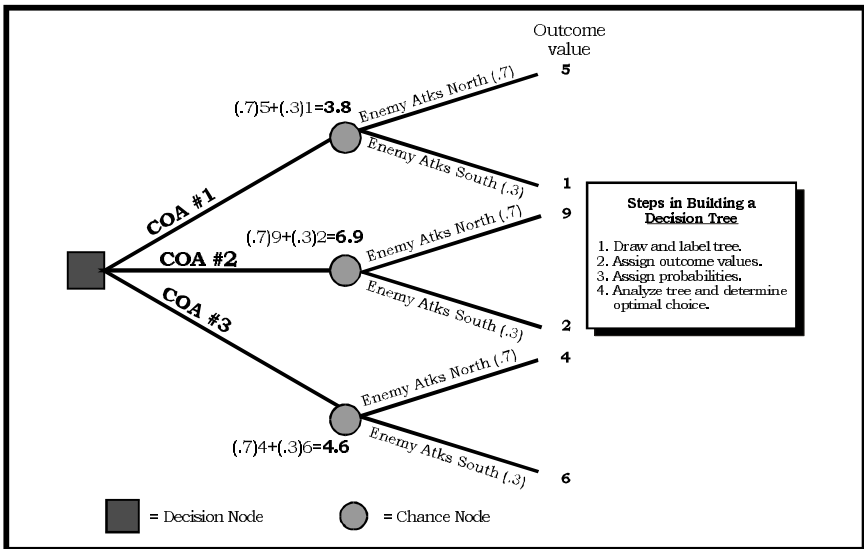 Outcome
value
Enemy Atks North (.7)
5
(.7)5+(.3)1=3.8
Enemy Atks South (.3)
1
COA #1
Enemy Atks North (.7)
9
(.7)9+(.3)2=6.9
COA #2
Enemy Atks South (.3)
2
COA #3
Enemy Atks North (.7)
4
(.7)4+(.3)6=4.6
Enemy Atks South (.3)
6
Steps in Building a
Decision Tree
1. Draw and label tree.
2. Assign outcome values.
3. Assign probabilities.
4. Analyze tree and determine
optimal choice.
= Decision Node
= Chance Node